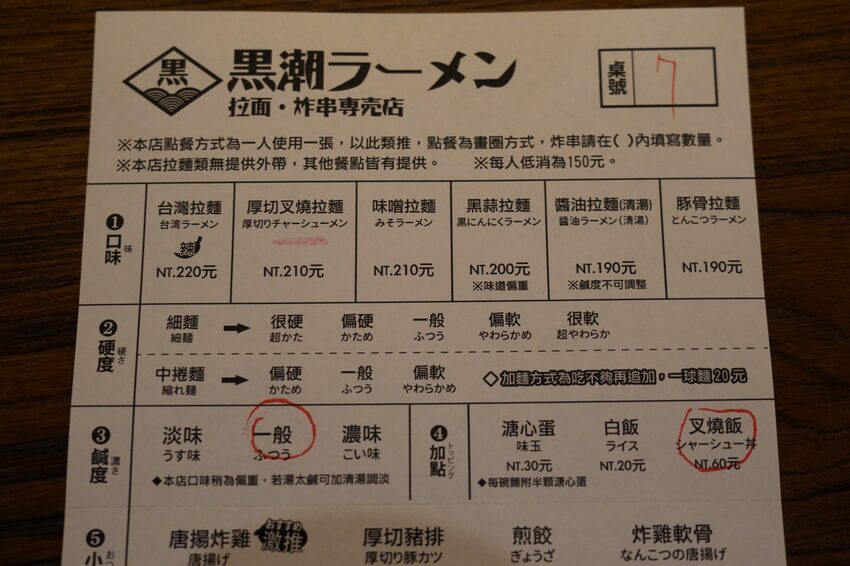 黒
黒潮ラーメン
拉面・炸串専売店
桌號
7
※本店點餐方式為一人使用一張，以此類推，點餐為畫圈方式，炸串請在( )內填寫數量。
※本店拉麵類無提供外帶，其他餐點皆有提供。 ※每人低消為150元。
❶口味 味
台灣拉麵 厚切叉燒拉麵 味噌拉麵 黑蒜拉麵 醬油拉麵(清湯) 豚骨拉麵
台湾ラーメン 厚切りチャーシューメン みそラーメン 黒にんにくラーメン 醤油ラーメン(清湯) とんこつラーメン
辣
NT.220元 NT.210元 NT.210元 NT.200元 NT.190元 NT.190元
※味道偏重 ※鹹度不可調整
❷硬度 硬さ
細麵 很硬 偏硬 一般 偏軟 很軟
細麺 超かた かため ふつう やわらかめ 超やわらか
中捲麵 偏硬 一般 偏軟
縮れ麺 かため ふつう やわらかめ
◇加麵方式為吃不夠再追加，一球麵20元
❸鹹度 濃さ
淡味 一般 濃味
うす味 ふつう こい味
◆本店口味稍為偏重，若湯太鹹可加清湯調淡
❹加點 トッピング
溏心蛋 白飯 叉燒飯
味玉 ライス シャーシュー丼
NT.30元 NT.20元 NT.60元
◆每碗麵附半顆溏心蛋
❺小 おつ
唐揚炸雞 おすすめ 激推 厚切豬排 煎餃 炸雞軟骨
唐揚げ 厚切り豚カツ ぎょうざ なんこつの唐揚げ